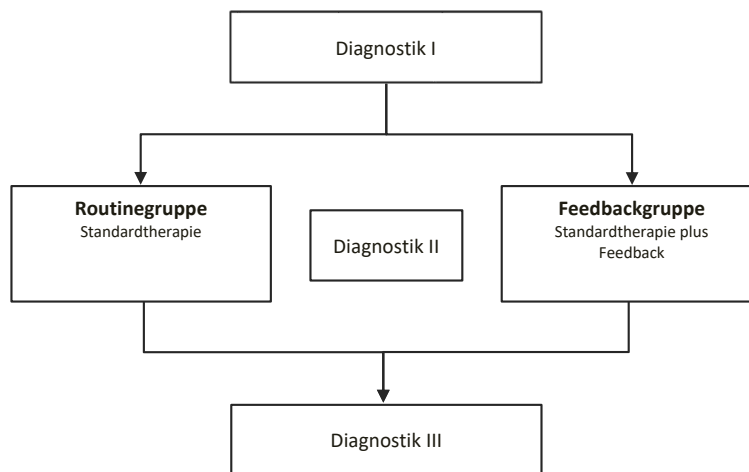 Diagnostik I
Routinegruppe
Standardtherapie
Diagnostik II
Feedbackgruppe
Standardtherapie plus
Feedback
Diagnostik III